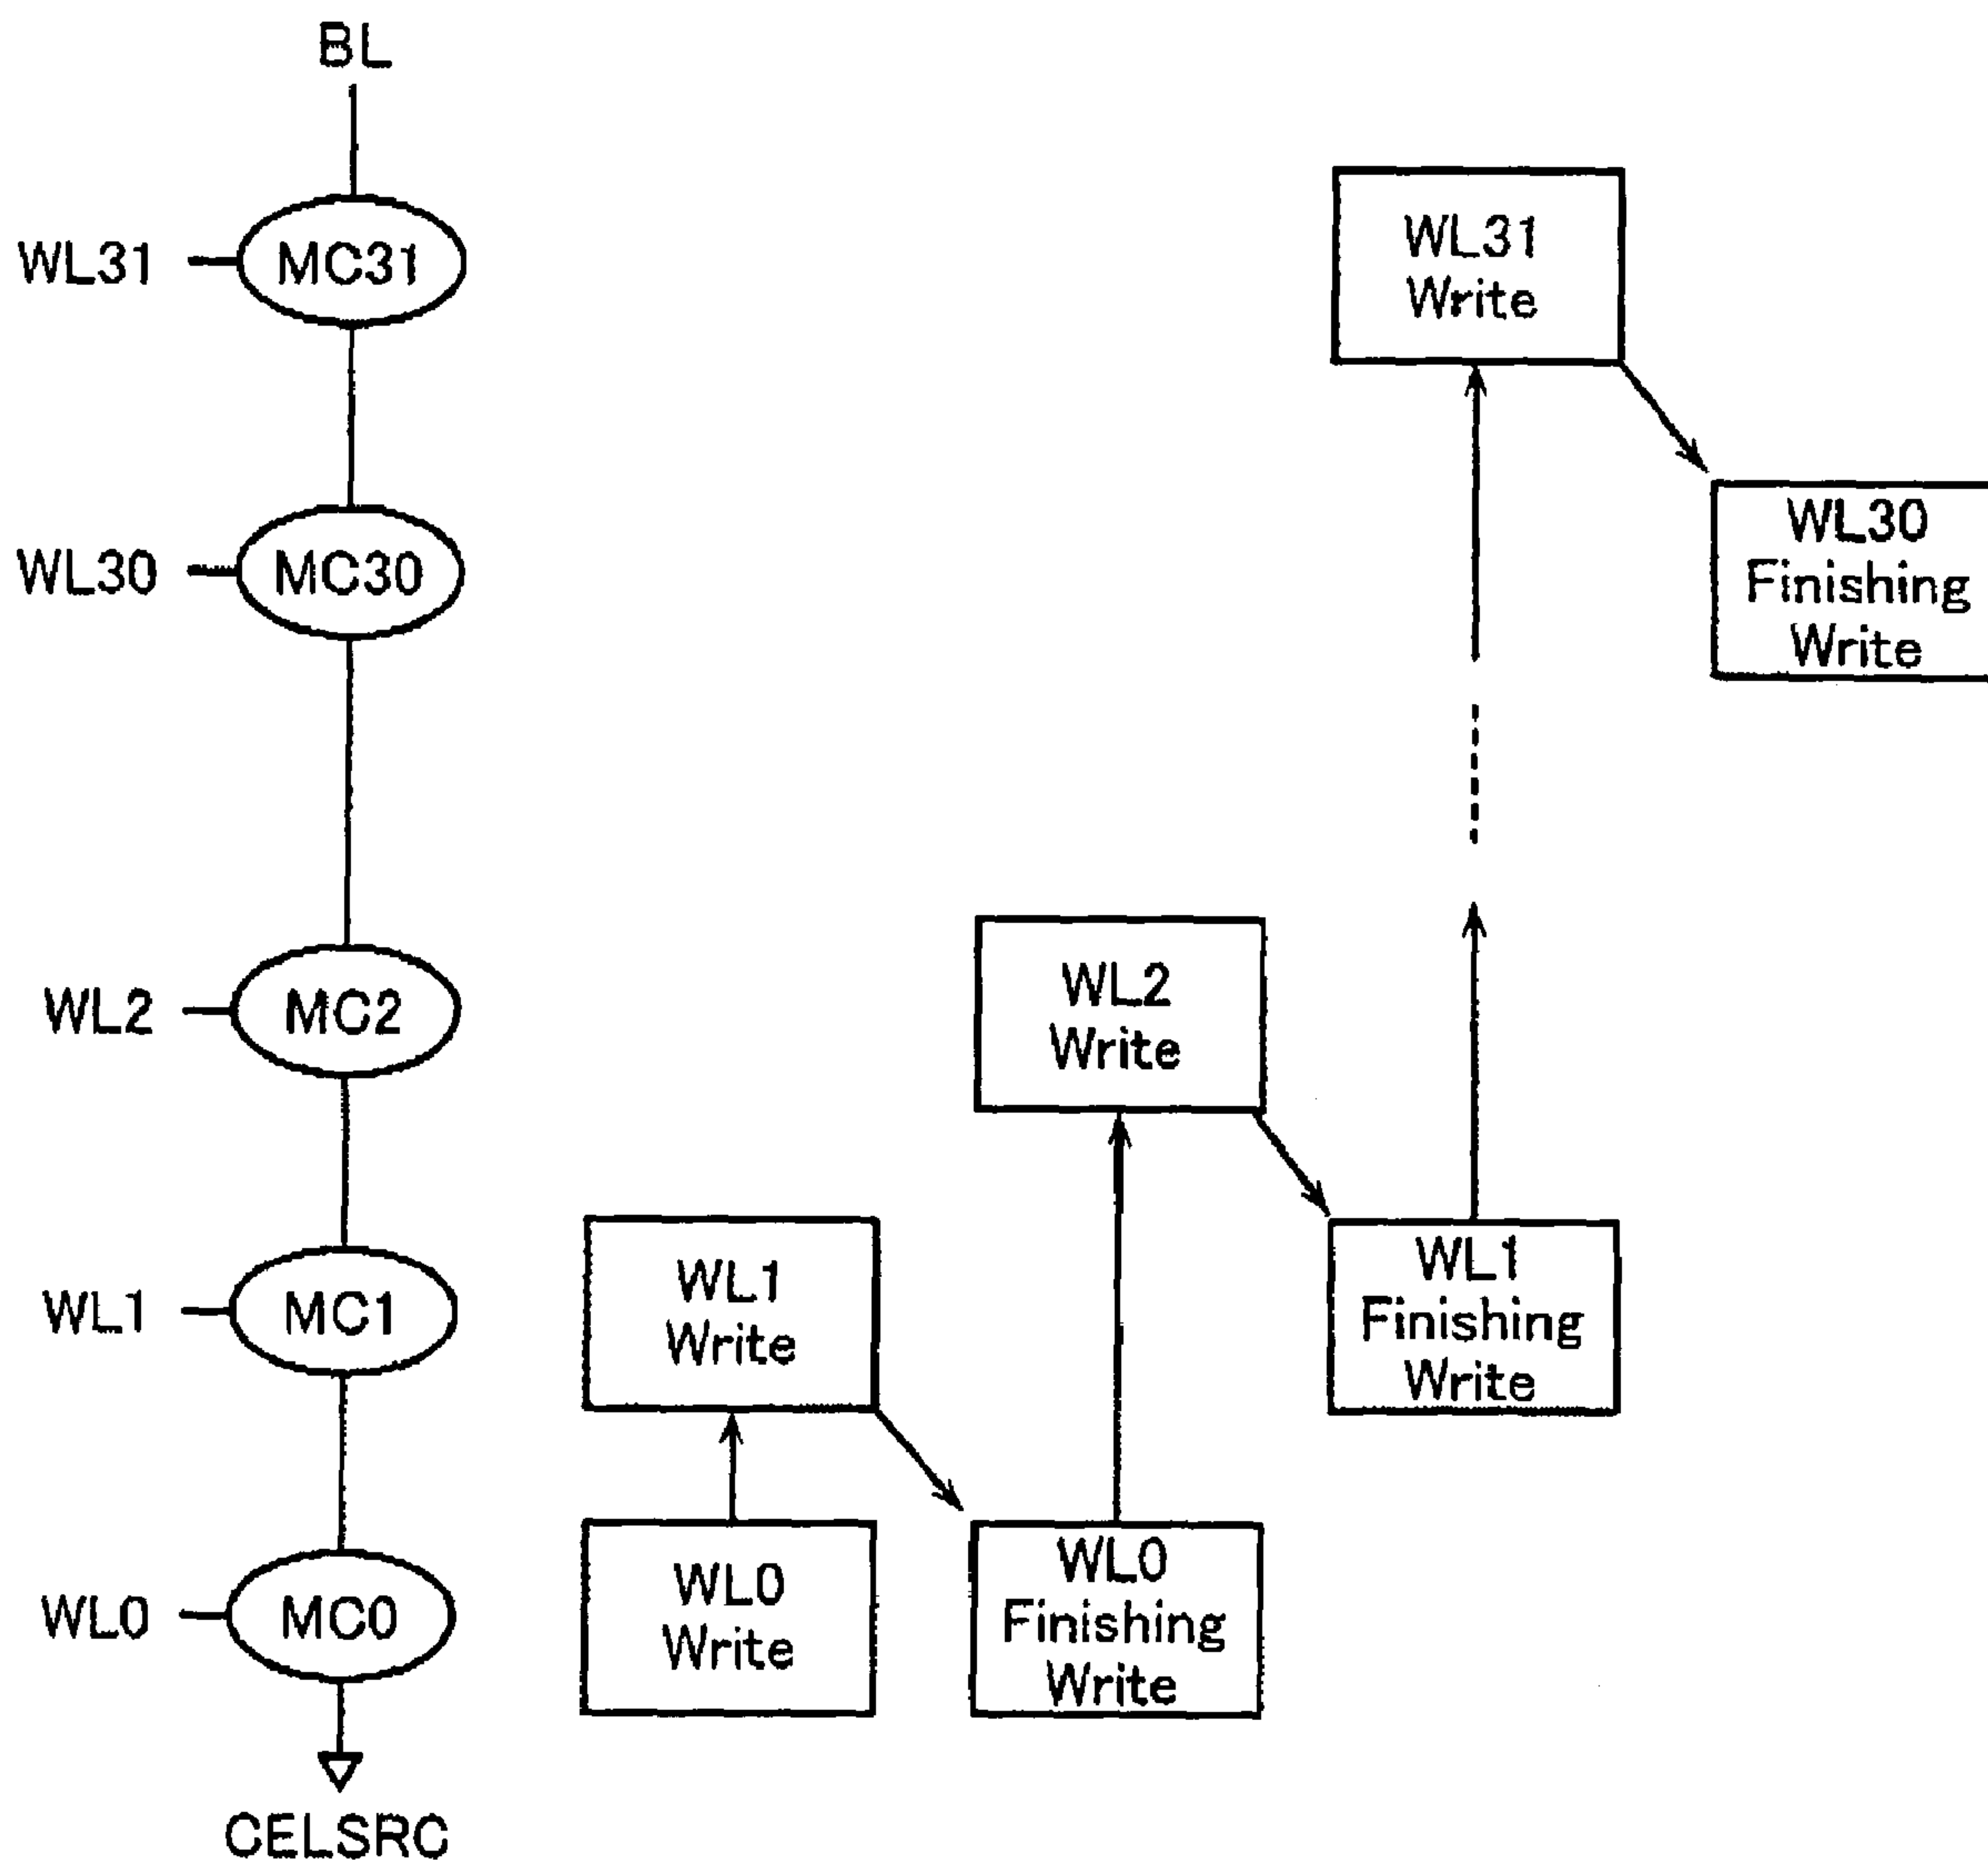 BL
WL31
MC31
WL31
Write
WL30
MC30
WL30
Finishing
Write
WL2
MC2
WL2
Write
WL1
MC1
WL1
Write
WL1
Finishing
Write
WL0
MC0
WL0
Write
WL0
Finishing
Write
CELSRC